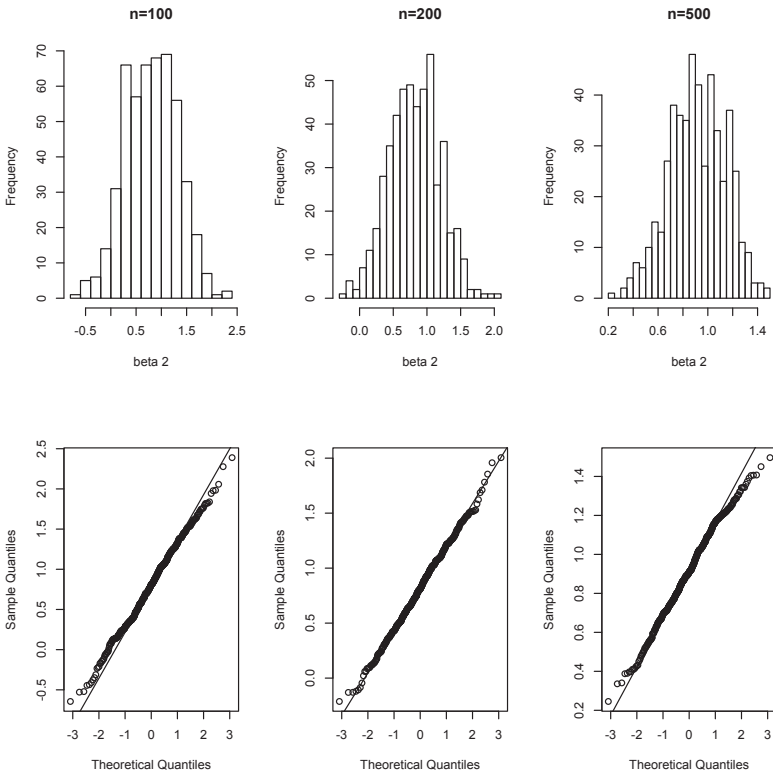 n=100
n=200
n=500
Frequency
0
10
20
30
40
50
60
70
-0.5
0.5
1.5
2.5
beta 2
Frequency
0
10
20
30
40
50
0.0
0.5
1.0
1.5
2.0
beta 2
Frequency
0
10
20
30
40
0.2
0.6
1.0
1.4
beta 2
Sample Quantiles
-0.5
0.0
0.5
1.0
1.5
2.0
2.5
-3 -2 -1 0 1 2 3
Theoretical Quantiles
Sample Quantiles
0.0
0.5
1.0
1.5
2.0
-3 -2 -1 0 1 2 3
Theoretical Quantiles
Sample Quantiles
0.2
0.4
0.6
0.8
1.0
1.2
1.4
-3 -2 -1 0 1 2 3
Theoretical Quantiles